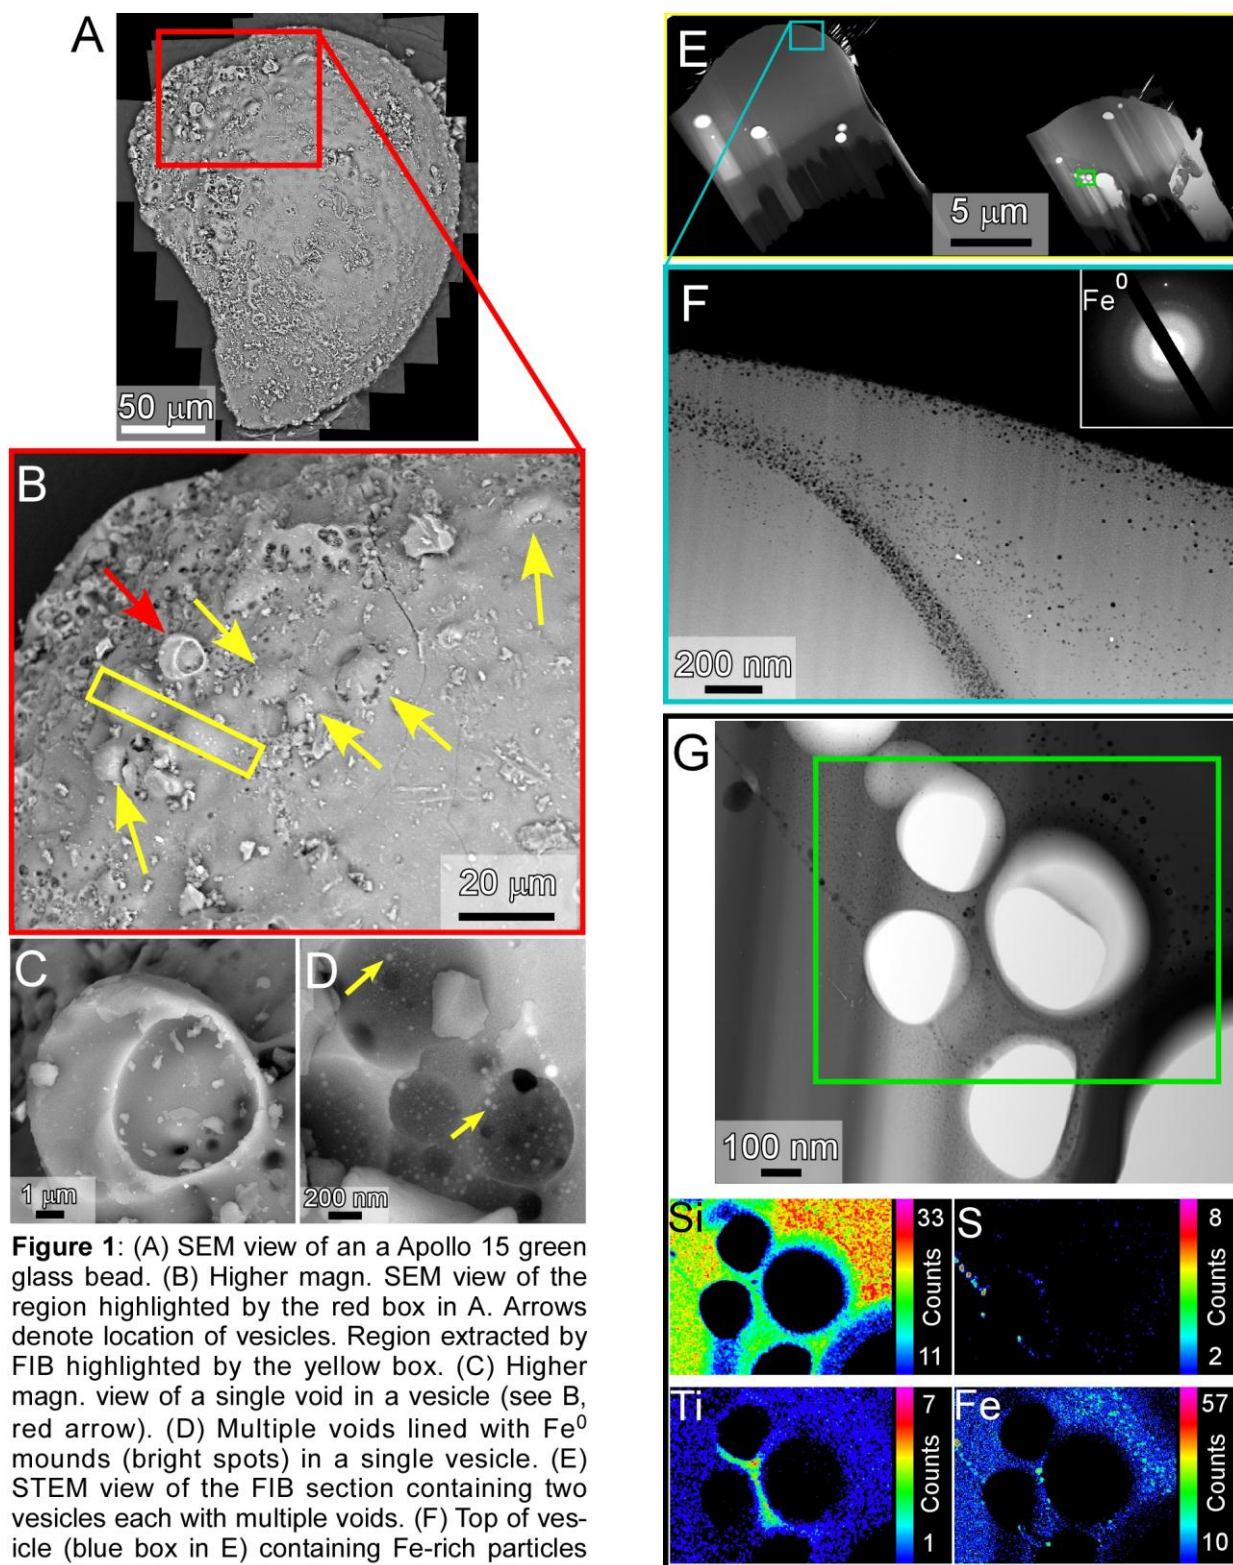 A
50 μm
B
20 μm
C
1 μm
D
200 nm
Figure 1: (A) SEM view of an a Apollo 15 green
glass bead. (B) Higher magn. SEM view of the
region highlighted by the red box in A. Arrows
denote location of vesicles. Region extracted by
FIB highlighted by the yellow box. (C) Higher
magn. view of a single void in a vesicle (see B,
red arrow). (D) Multiple voids lined with Fe⁰
mounds (bright spots) in a single vesicle. (E)
STEM view of the FIB section containing two
vesicles each with multiple voids. (F) Top of ves-
icle (blue box in E) containing Fe-rich particles
E
5 μm
F
Fe⁰
200 nm
G
100 nm
Si
33
Counts
11
S
8
Counts
2
Ti
7
Counts
1
Fe
57
Counts
10